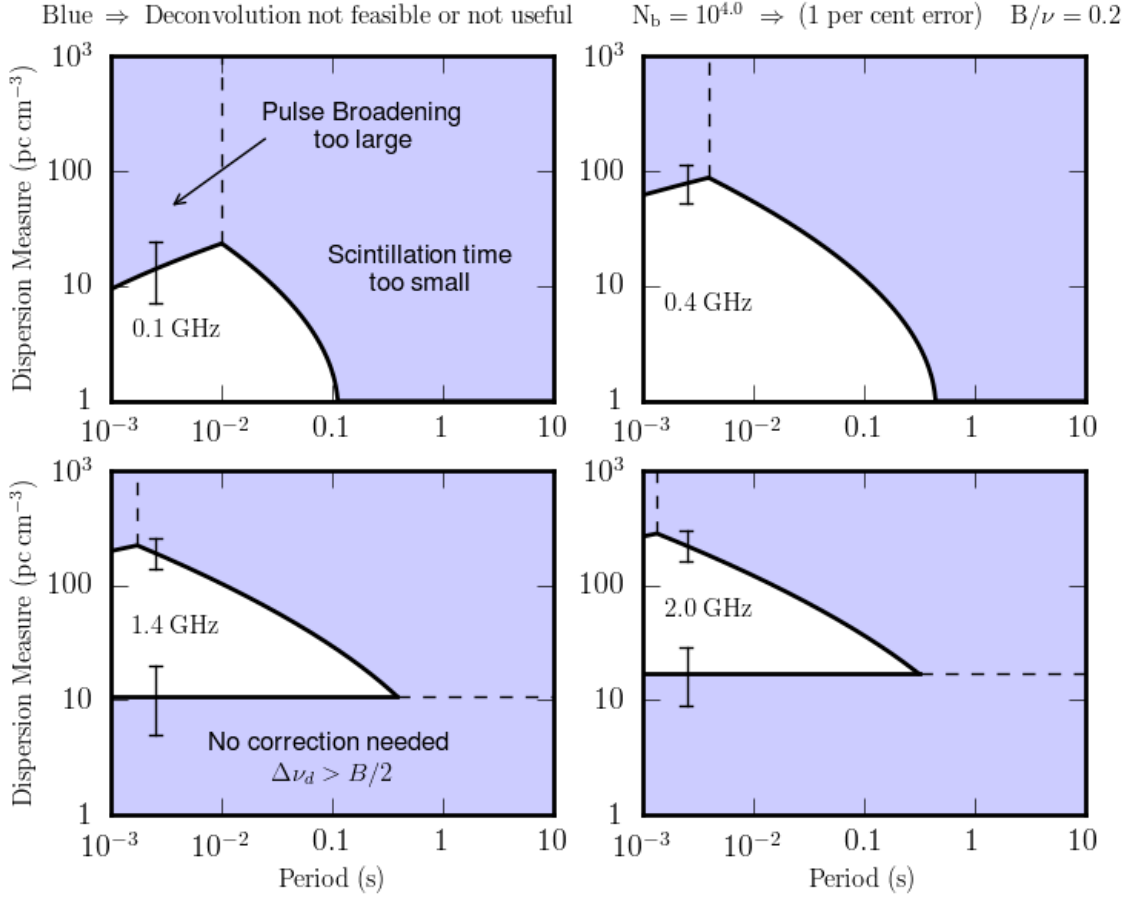 Blue ⇒ Deconvolution not feasible or not useful
N_b = 10^{4.0} ⇒ (1 per cent error) B/ν = 0.2
Dispersion Measure (pc cm^{−3})
10^3
100
10
1
Pulse Broadening
too large
Scintillation time
too small
0.1 GHz
10^{−3} 10^{−2} 0.1 1 10
10^3
100
10
1
0.4 GHz
10^{−3} 10^{−2} 0.1 1 10
Dispersion Measure (pc cm^{−3})
10^3
100
10
1
1.4 GHz
No correction needed
Δν_d > B/2
10^{−3} 10^{−2} 0.1 1 10
Period (s)
10^3
100
10
1
2.0 GHz
10^{−3} 10^{−2} 0.1 1 10
Period (s)